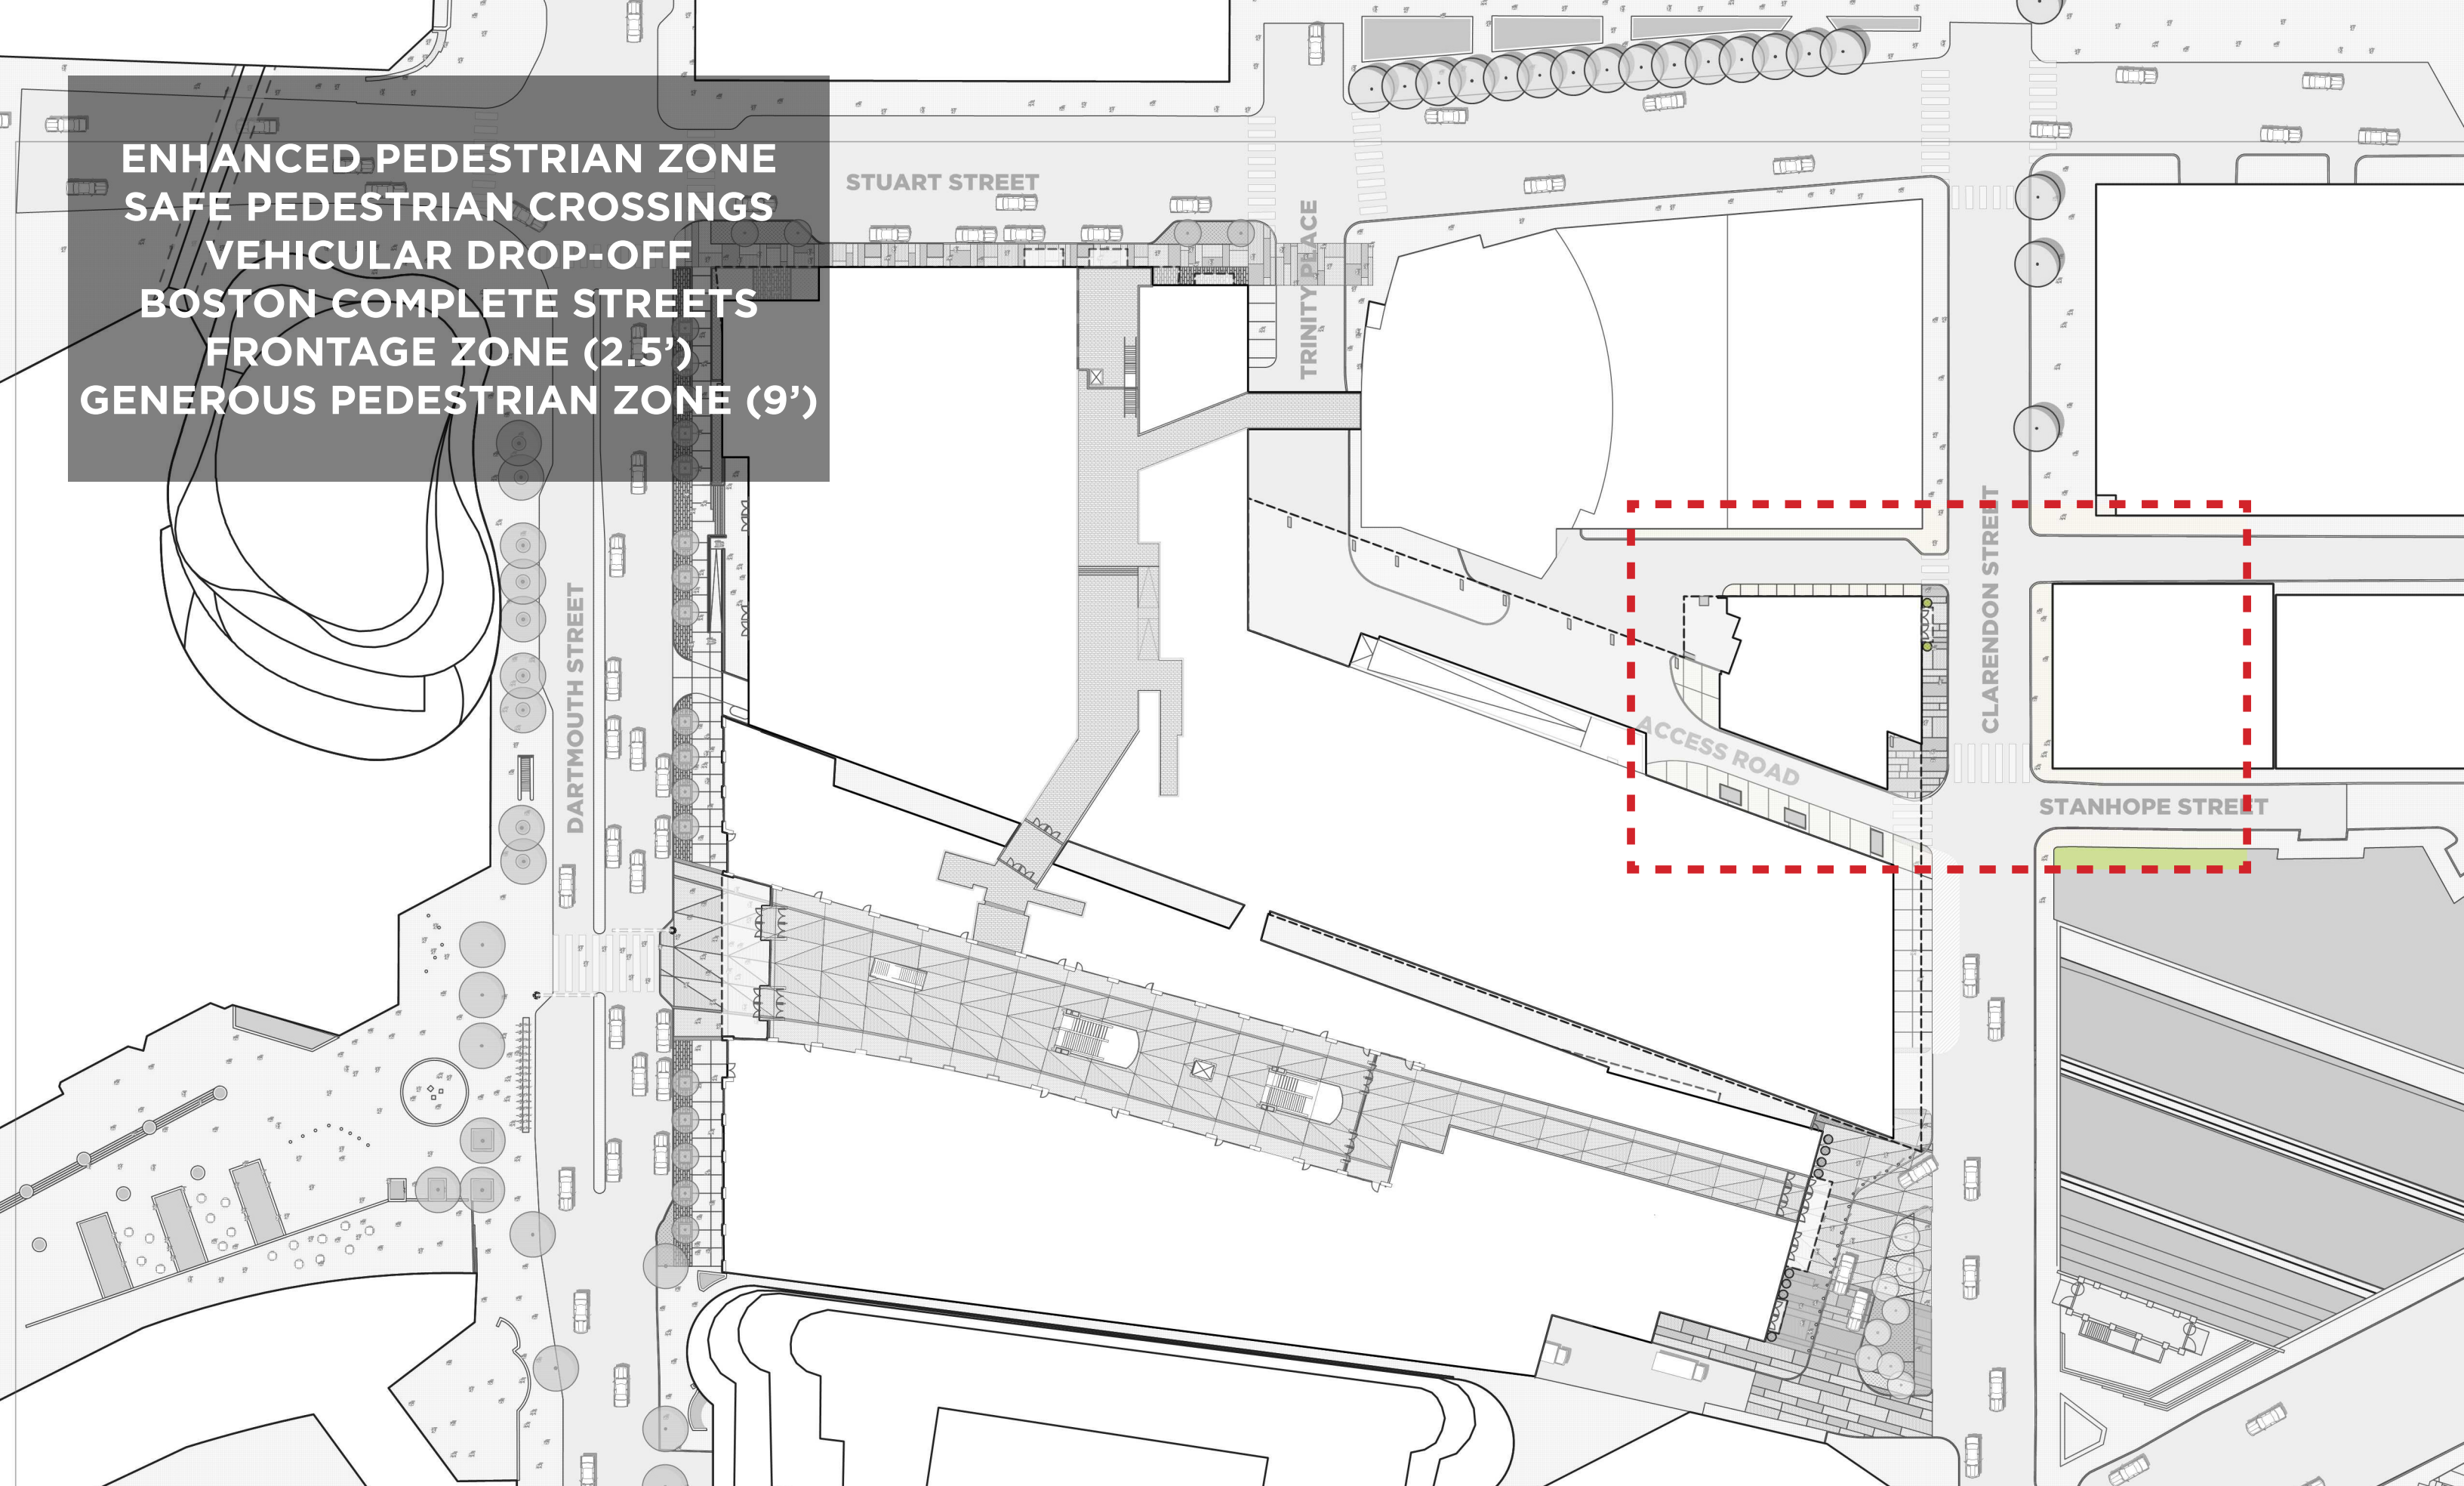 ENHANCED PEDESTRIAN ZONE
SAFE PEDESTRIAN CROSSINGS
VEHICULAR DROP-OFF
BOSTON COMPLETE STREETS
FRONTAGE ZONE (2.5’)
GENEROUS PEDESTRIAN ZONE (9’)
STUART STREET
TRINITY PLACE
DARTMOUTH STREET
CLARENDON STREET
ACCESS ROAD
STANHOPE STREET